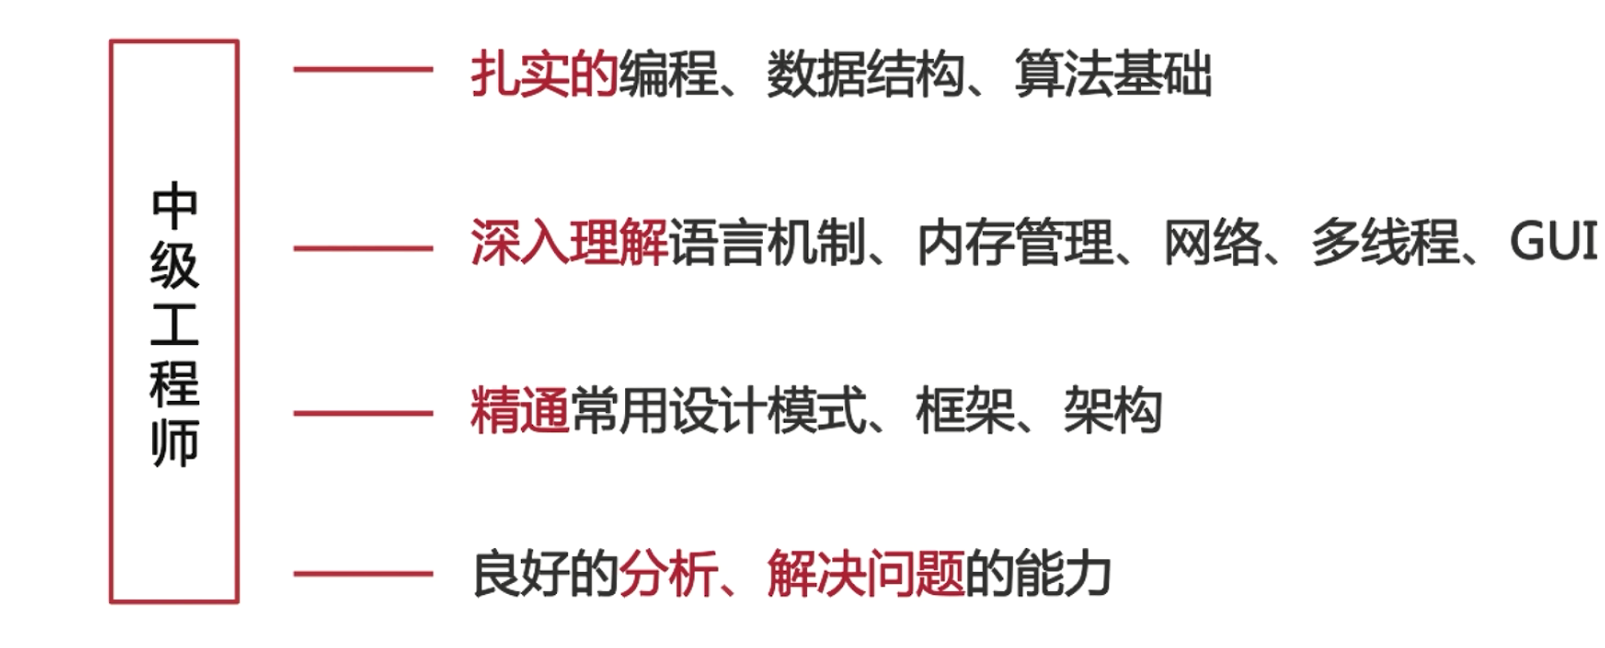 中级工程师
扎实的编程、数据结构、算法基础
深入理解语言机制、内存管理、网络、多线程、GUI
精通常用设计模式、框架、架构
良好的分析、解决问题的能力